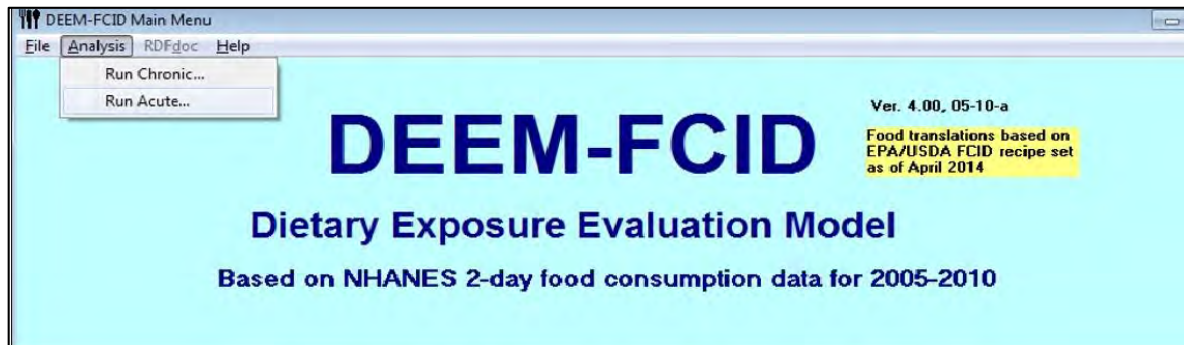 DEEM-FCID Main Menu
File Analysis RDFdoc Help
Run Chronic...
Run Acute...
Ver. 4.00, 05-10-a
Food translations based on
EPA/USDA FCID recipe set
as of April 2014
DEEM-FCID
Dietary Exposure Evaluation Model
Based on NHANES 2-day food consumption data for 2005-2010